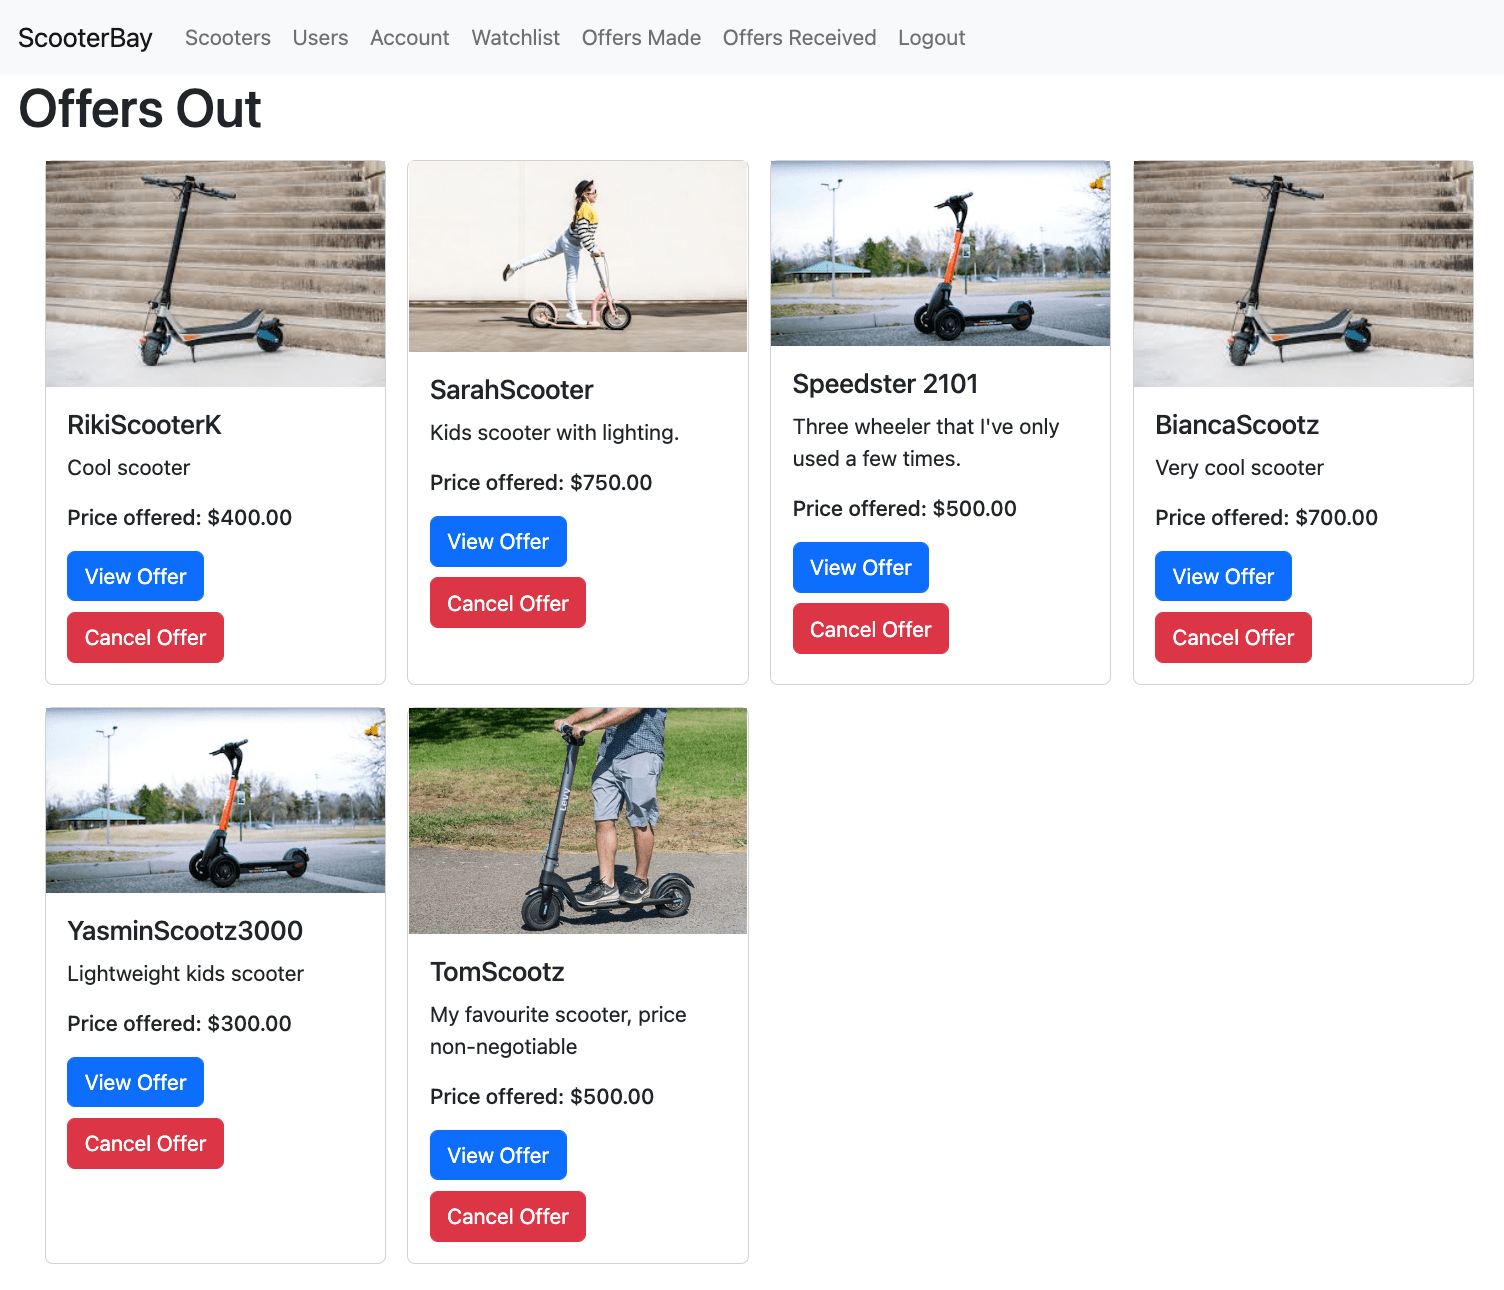 ScooterBay Scooters Users Account Watchlist Offers Made Offers Received Logout
Offers Out
RikiScooterK
Cool scooter
Price offered: $400.00
View Offer
Cancel Offer
SarahScooter
Kids scooter with lighting.
Price offered: $750.00
View Offer
Cancel Offer
Speedster 2101
Three wheeler that I've only
used a few times.
Price offered: $500.00
View Offer
Cancel Offer
BiancaScootz
Very cool scooter
Price offered: $700.00
View Offer
Cancel Offer
YasminScootz3000
Lightweight kids scooter
Price offered: $300.00
View Offer
Cancel Offer
LEVY
TomScootz
My favourite scooter, price
non-negotiable
Price offered: $500.00
View Offer
Cancel Offer